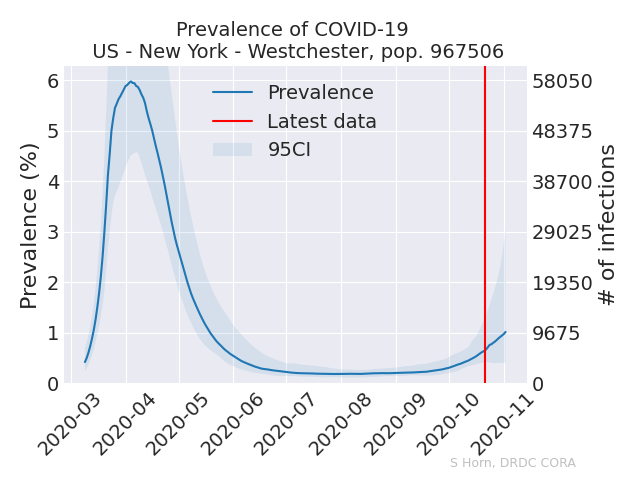 Prevalence of COVID-19
US - New York - Westchester, pop. 967506
Prevalence
Latest data
95CI
Prevalence (%)
6
5
4
3
2
1
0
58050
48375
38700
29025
19350
9675
0
# of infections
2020-03
2020-04
2020-05
2020-06
2020-07
2020-08
2020-09
2020-10
2020-11
S Horn, DRDC CORA